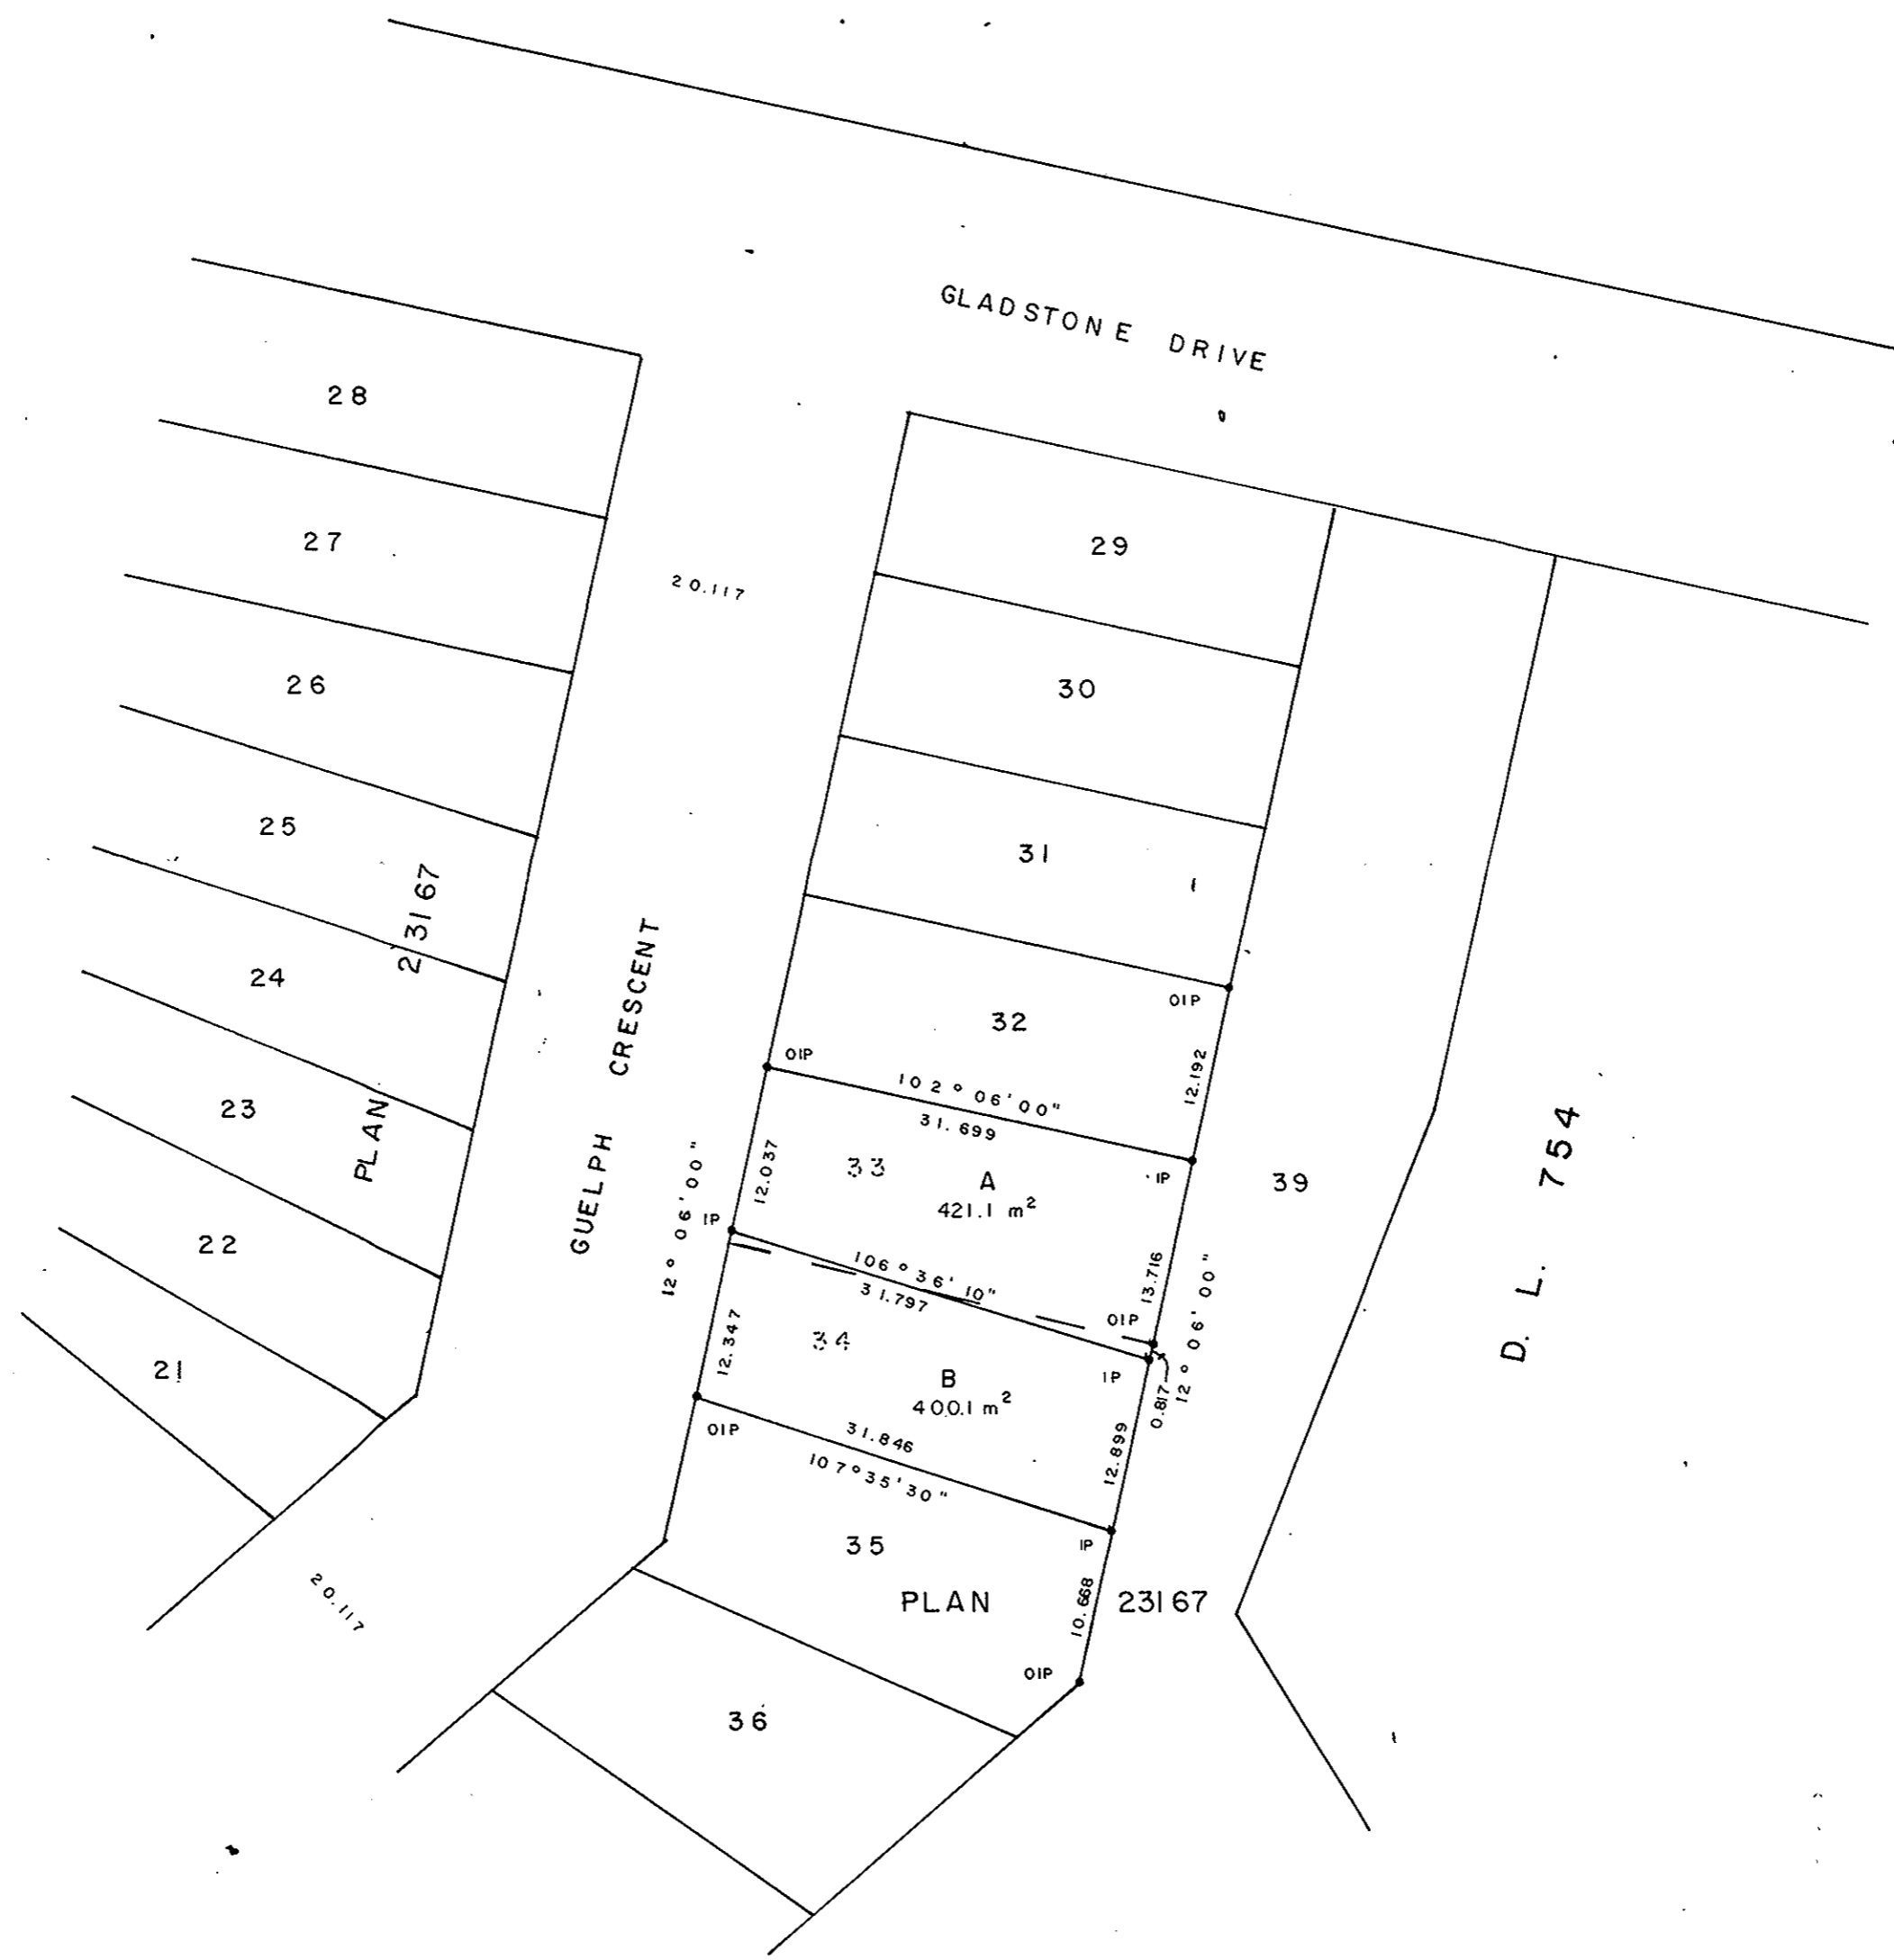 GLADSTONE DRIVE
28
27
26
25
24
23
22
21
PLAN 23167
20.117
GUELPH CRESCENT
12° 06' 00"
20.117
29
30
31
32
OIP
OIP
12.192
102° 06' 00"
31.699
33
A
421.1 m²
IP
12.037
IP
13.716
39
12° 06' 00"
106° 36' 10"
31.797
OIP
34
B
400.1 m²
IP
0.817
12.347
12.899
OIP
31.846
107° 35' 30"
IP
35
PLAN 23167
10.668
OIP
36
D. L. 754